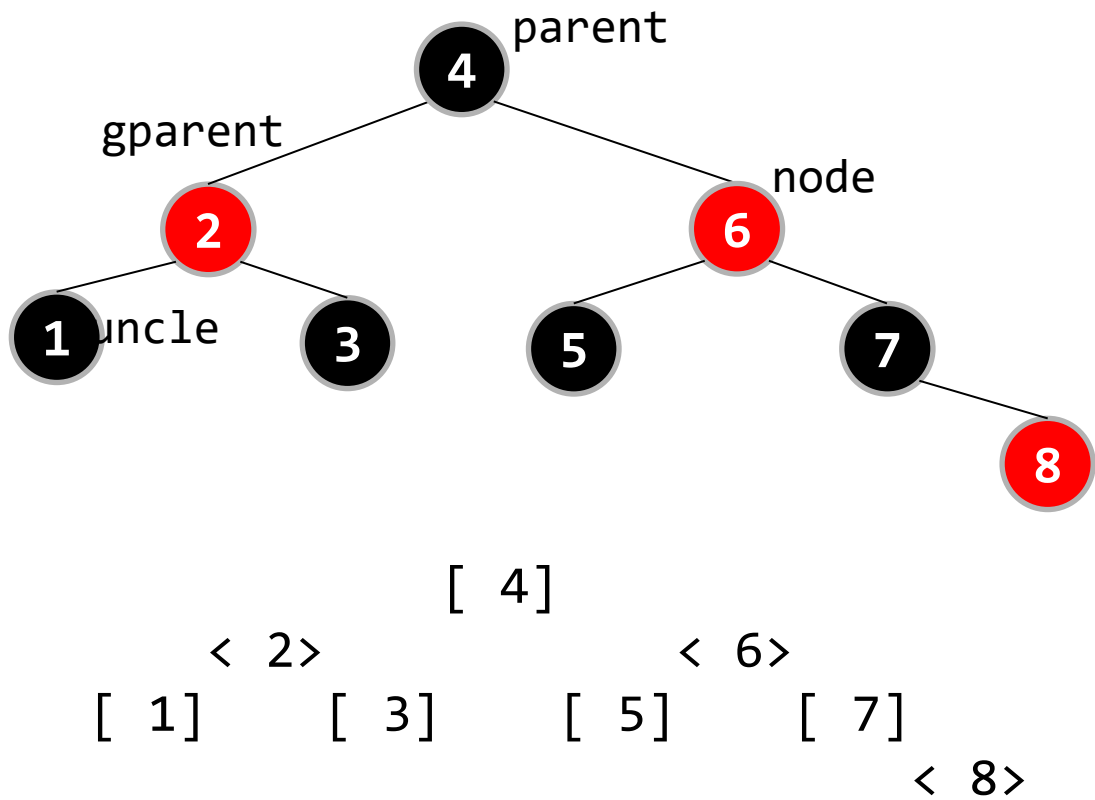 parent
4
gparent
node
2
6
1 uncle
3
5
7
8
[ 4]
< 2> < 6>
[ 1] [ 3] [ 5] [ 7]
< 8>